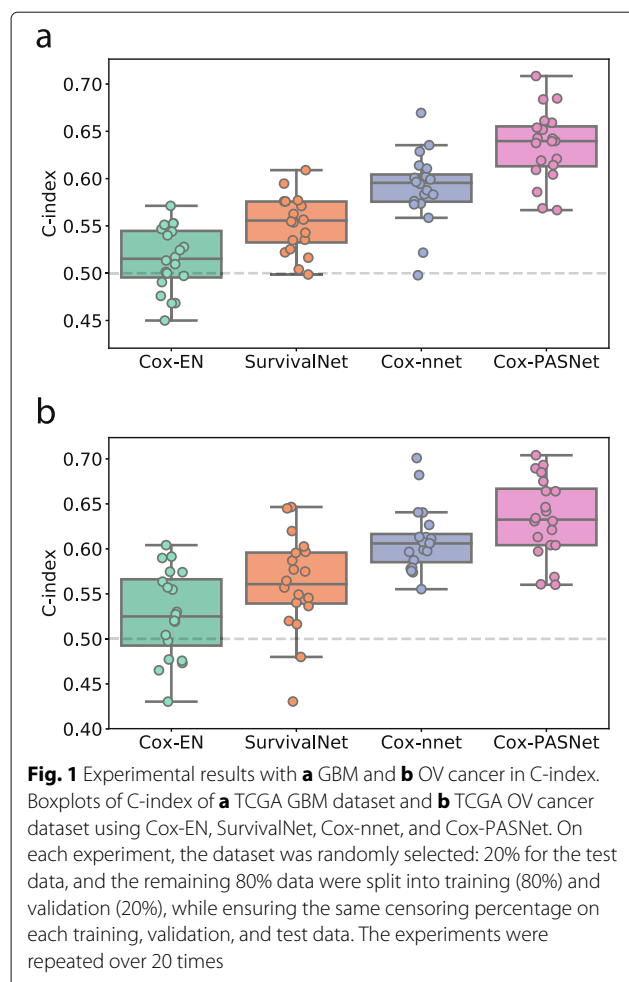 a
0.70
0.65
0.60
0.55
0.50
0.45
C-index
Cox-EN SurvivalNet Cox-nnet Cox-PASNet
b
0.70
0.60
0.50
0.40
C-index
Cox-EN SurvivalNet Cox-nnet Cox-PASNet
Fig. 1 Experimental results with a GBM and b OV cancer in C-index.
Boxplots of C-index of a TCGA GBM dataset and b TCGA OV cancer
dataset using Cox-EN, SurvivalNet, Cox-nnet, and Cox-PASNet. On
each experiment, the dataset was randomly selected: 20% for the test
data, and the remaining 80% data were split into training (80%) and
validation (20%), while ensuring the same censoring percentage on
each training, validation, and test data. The experiments were
repeated over 20 times